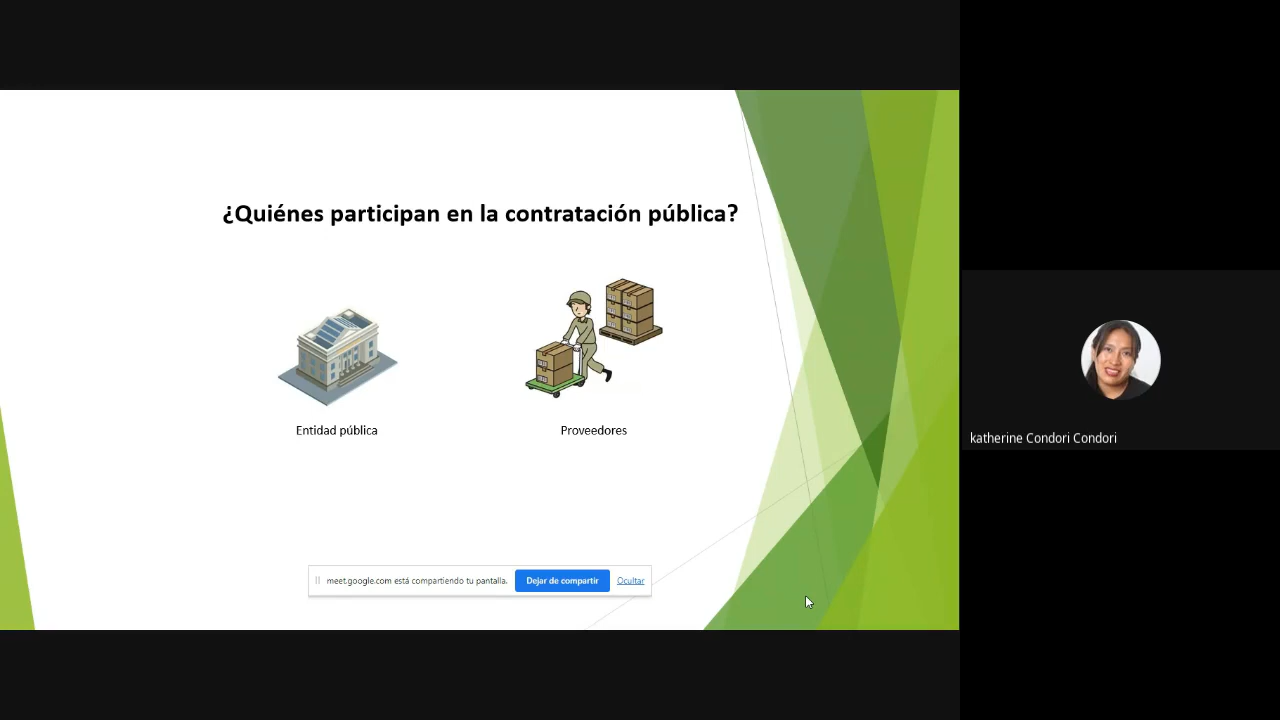 ¿Quiénes participan en la contratación pública?
Entidad pública
Proveedores
meet.google.com está compartiendo tu pantalla.
Dejar de compartir
Ocultar
katherine Condori Condori